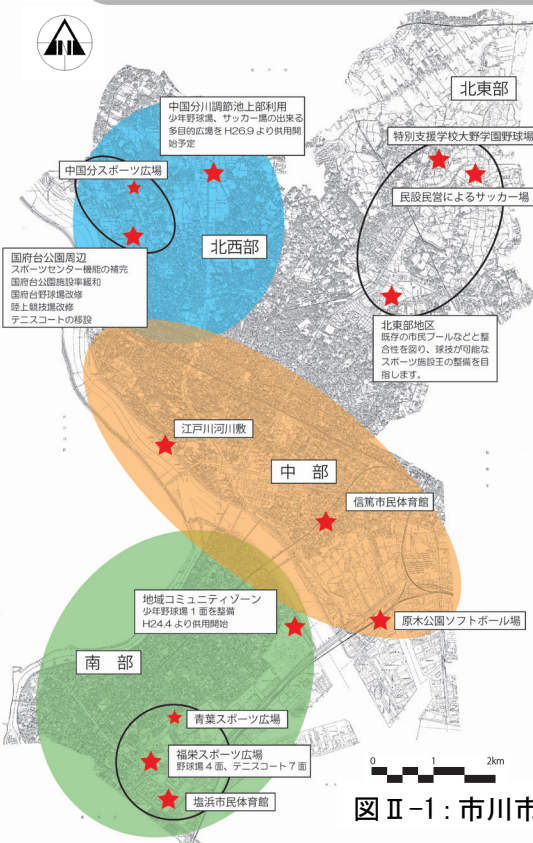 N
北東部
中国分川調節池上部利用
少年野球場、サッカー場の出来る
多目的広場を H26.9 より供用開
始予定
特別支援学校大野学園野球場
中国分スポーツ広場
民設民営によるサッカー場
北西部
国府台公園周辺
スポーツセンター機能の補完
国府台公園施設率緩和
国府台野球場改修
陸上競技場改修
テニスコートの移設
北東部地区
既存の市民プールなどと整
合性を図り、球技が可能な
スポーツ施設王の整備を目
指します。
江戸川河川敷
中 部
信篤市民体育館
地域コミュニティゾーン
少年野球場 1 面を整備
H24.4 より供用開始
原木公園ソフトボール場
南 部
青葉スポーツ広場
福栄スポーツ広場
野球場 4 面、テニスコート 7 面
塩浜市民体育館
0 1 2km
図Ⅱ-1：市川市